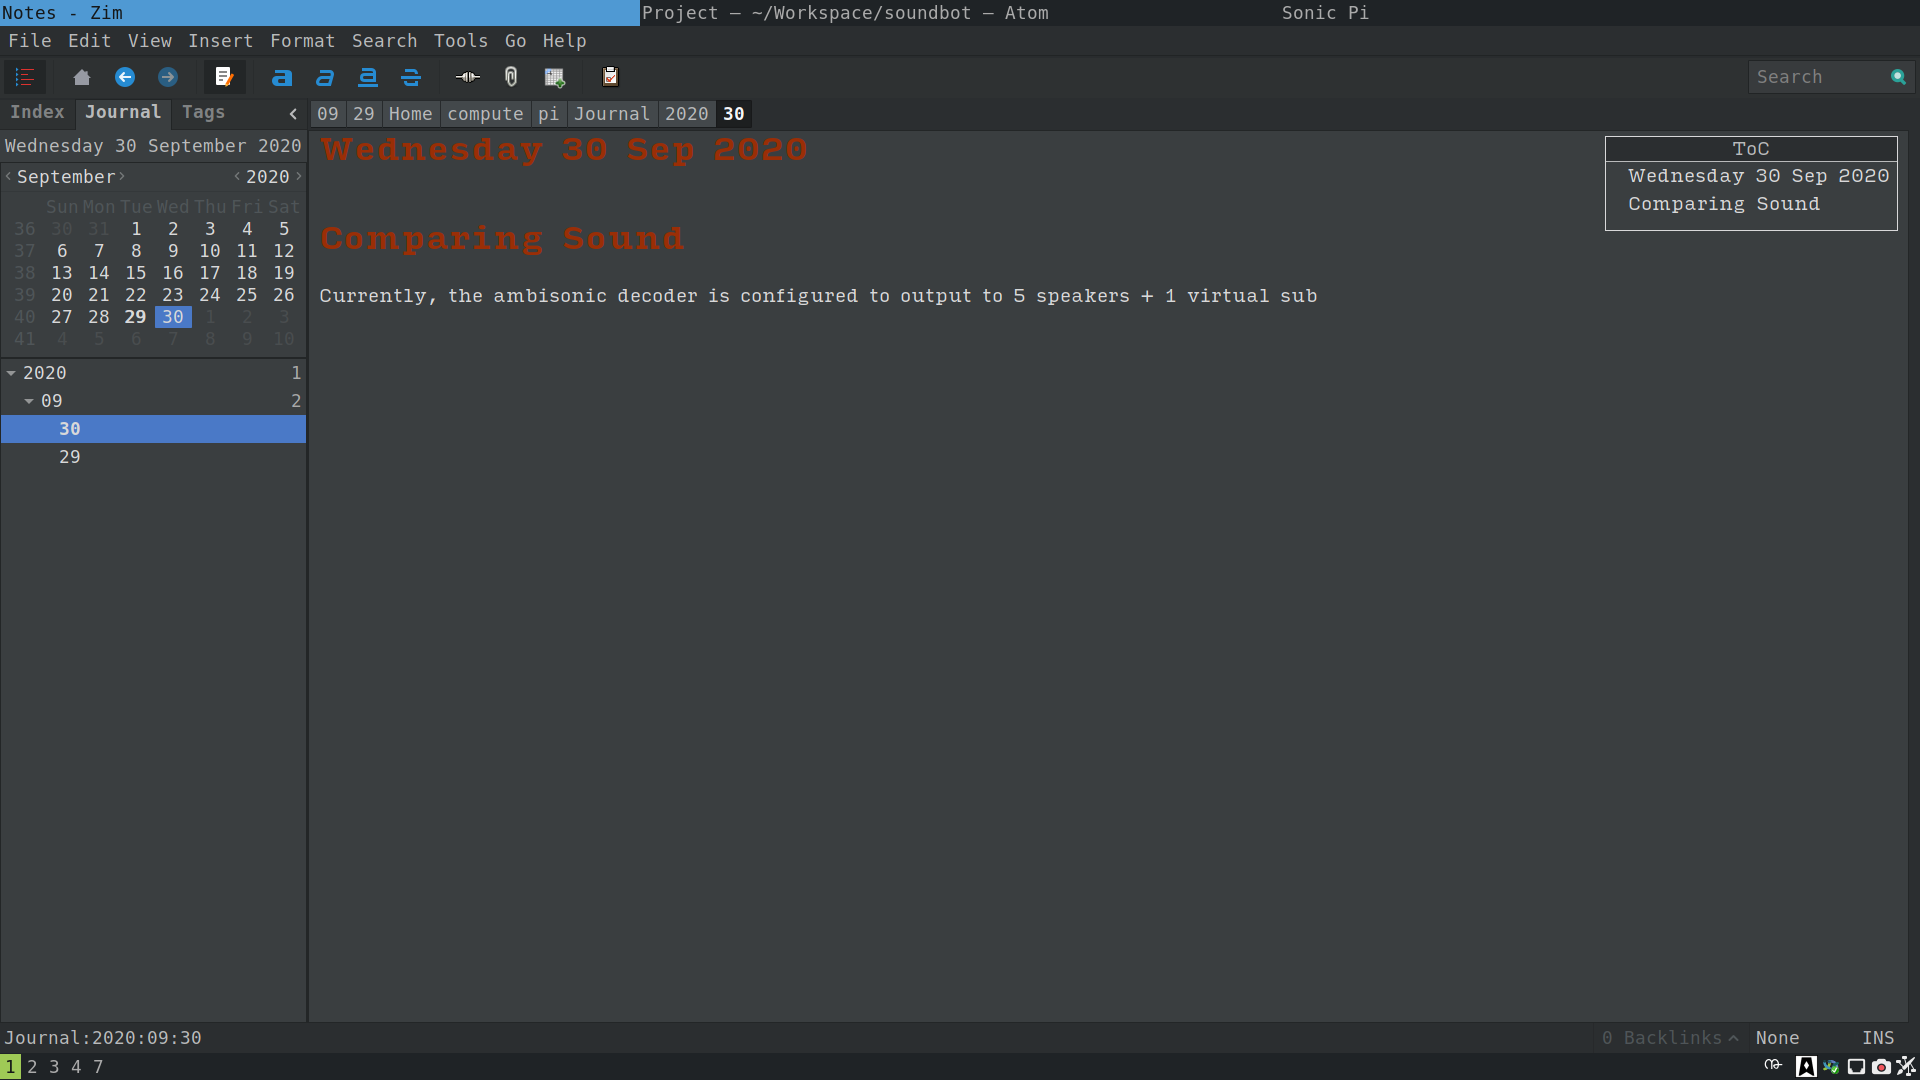 Notes - Zim
Project — ~/Workspace/soundbot — Atom
Sonic Pi
File Edit View Insert Format Search Tools Go Help
a a a S
Search
Index Journal Tags
09 29 Home compute pi Journal 2020 30
Wednesday 30 September 2020
‹ September › ‹ 2020 ›
Sun Mon Tue Wed Thu Fri Sat
36 30 31 1 2 3 4 5
37 6 7 8 9 10 11 12
38 13 14 15 16 17 18 19
39 20 21 22 23 24 25 26
40 27 28 29 30 1 2 3
41 4 5 6 7 8 9 10
2020 1
09 2
30
29
Wednesday 30 Sep 2020
Comparing Sound
Currently, the ambisonic decoder is configured to output to 5 speakers + 1 virtual sub
ToC
Wednesday 30 Sep 2020
Comparing Sound
Journal:2020:09:30
0 Backlinks None INS
1 2 3 4 7